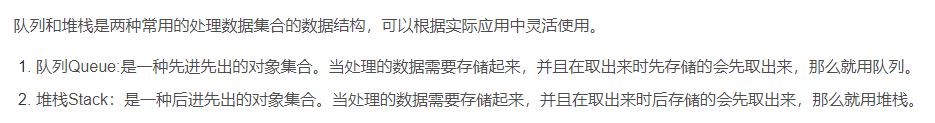 队列和堆栈是两种常用的处理数据集合的数据结构，可以根据实际应用中灵活使用。
1. 队列Queue:是一种先进先出的对象集合。当处理的数据需要存储起来，并且在取出来时先存储的会先取出来，那么就用队列。
2. 堆栈Stack：是一种后进先出的对象集合。当处理的数据需要存储起来，并且在取出来时后存储的会先取出来，那么就用堆栈。